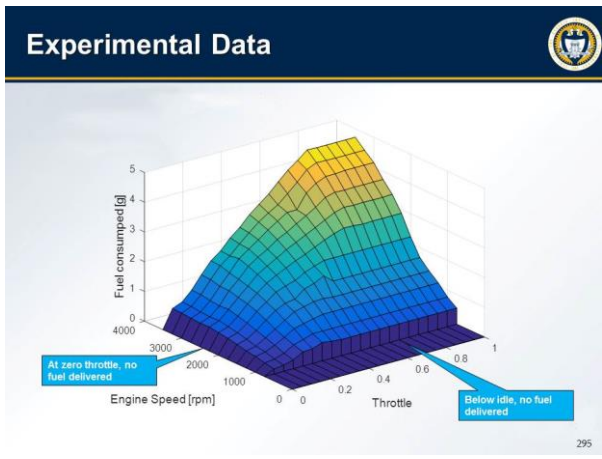 Experimental Data
5
4
3
2
1
0
Fuel consumped [g]
4000
3000
2000
1000
0
Engine Speed [rpm]
0
0.2
0.4
0.6
0.8
1
Throttle
At zero throttle, no
fuel delivered
Below idle, no fuel
delivered
295